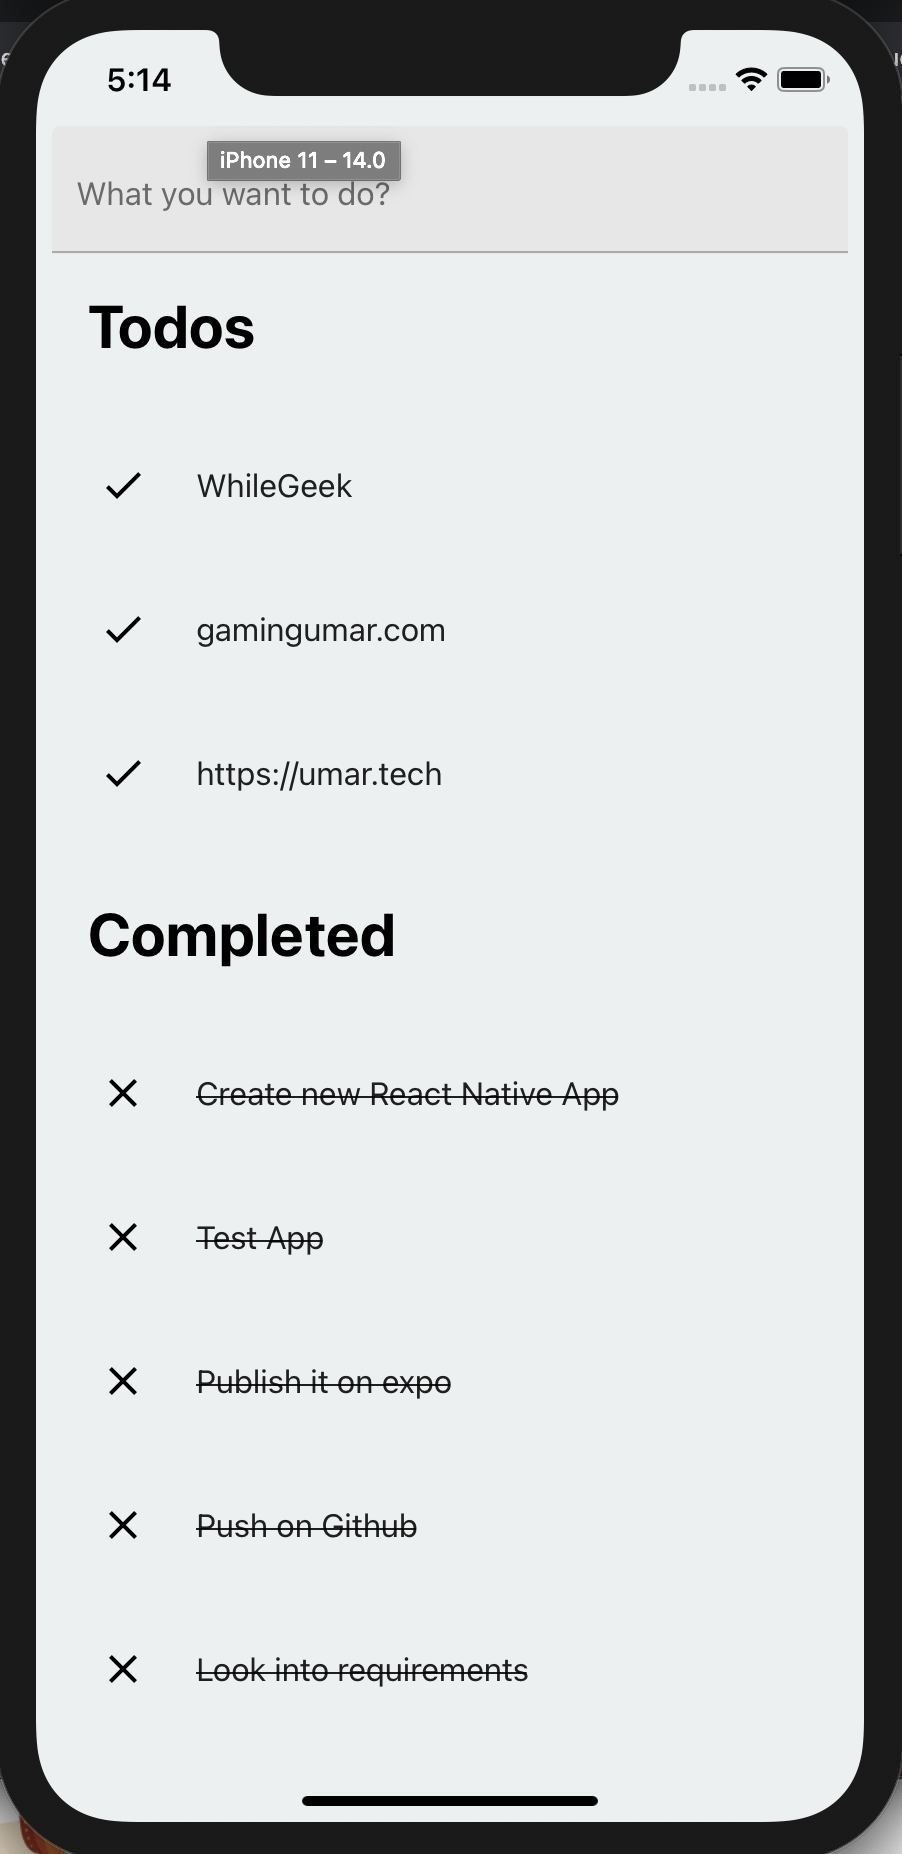 5:14
iPhone 11 – 14.0
What you want to do?
Todos
WhileGeek
gamingumar.com
https://umar.tech
Completed
Create new React Native App
Test App
Publish it on expo
Push on Github
Look into requirements